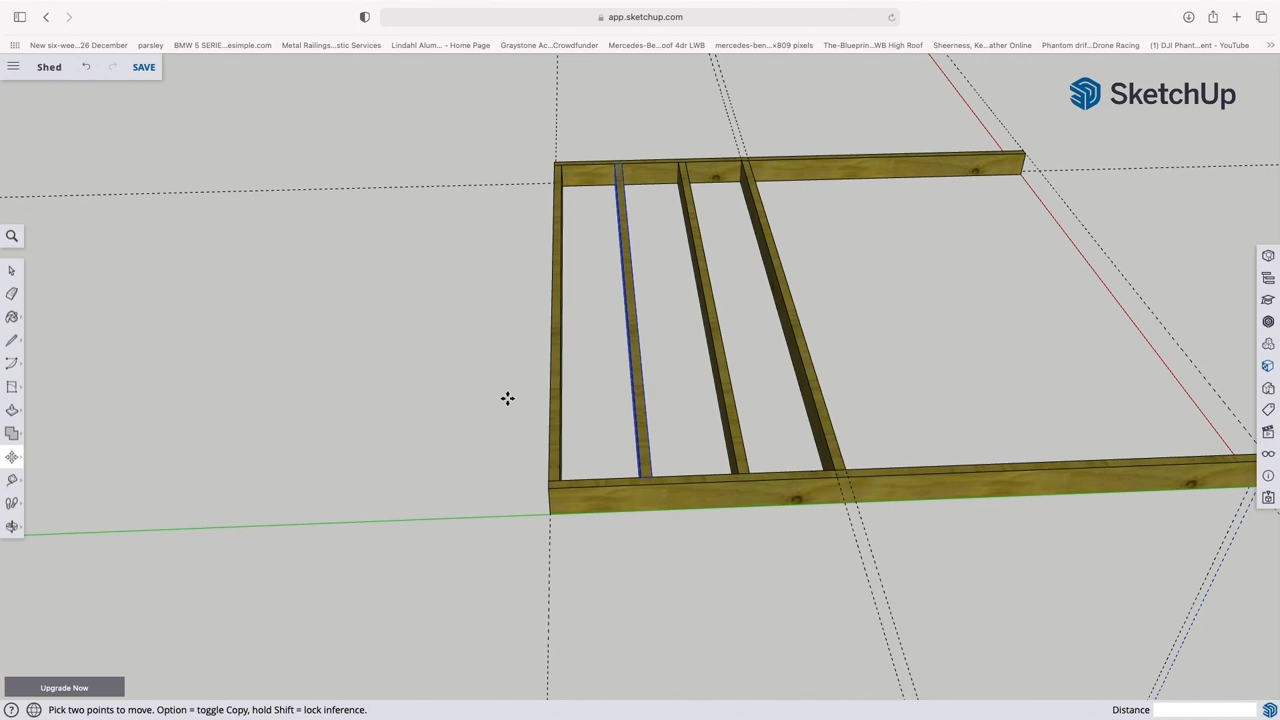 app.sketchup.com
New six-wee...26 December
parsley
BMW 5 SERIE...esimple.com
Metal Railings...stic Services
Lindahl Alum... - Home Page
Graystone Ac...Crowdfunder
Mercedes-Be...oof 4dr LWB
mercedes-ben...×809 pixels
The-Blueprin...WB High Roof
Sheerness, Ke...ather Online
Phantom drif...Drone Racing
(1) DJI Phant...ent - YouTube
Shed
SAVE
SketchUp
Upgrade Now
Pick two points to move. Option = toggle Copy, hold Shift = lock inference.
Distance